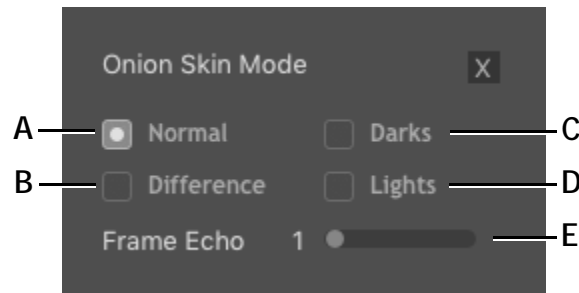 Onion Skin Mode X
A Normal Darks C
B Difference Lights D
Frame Echo 1 E